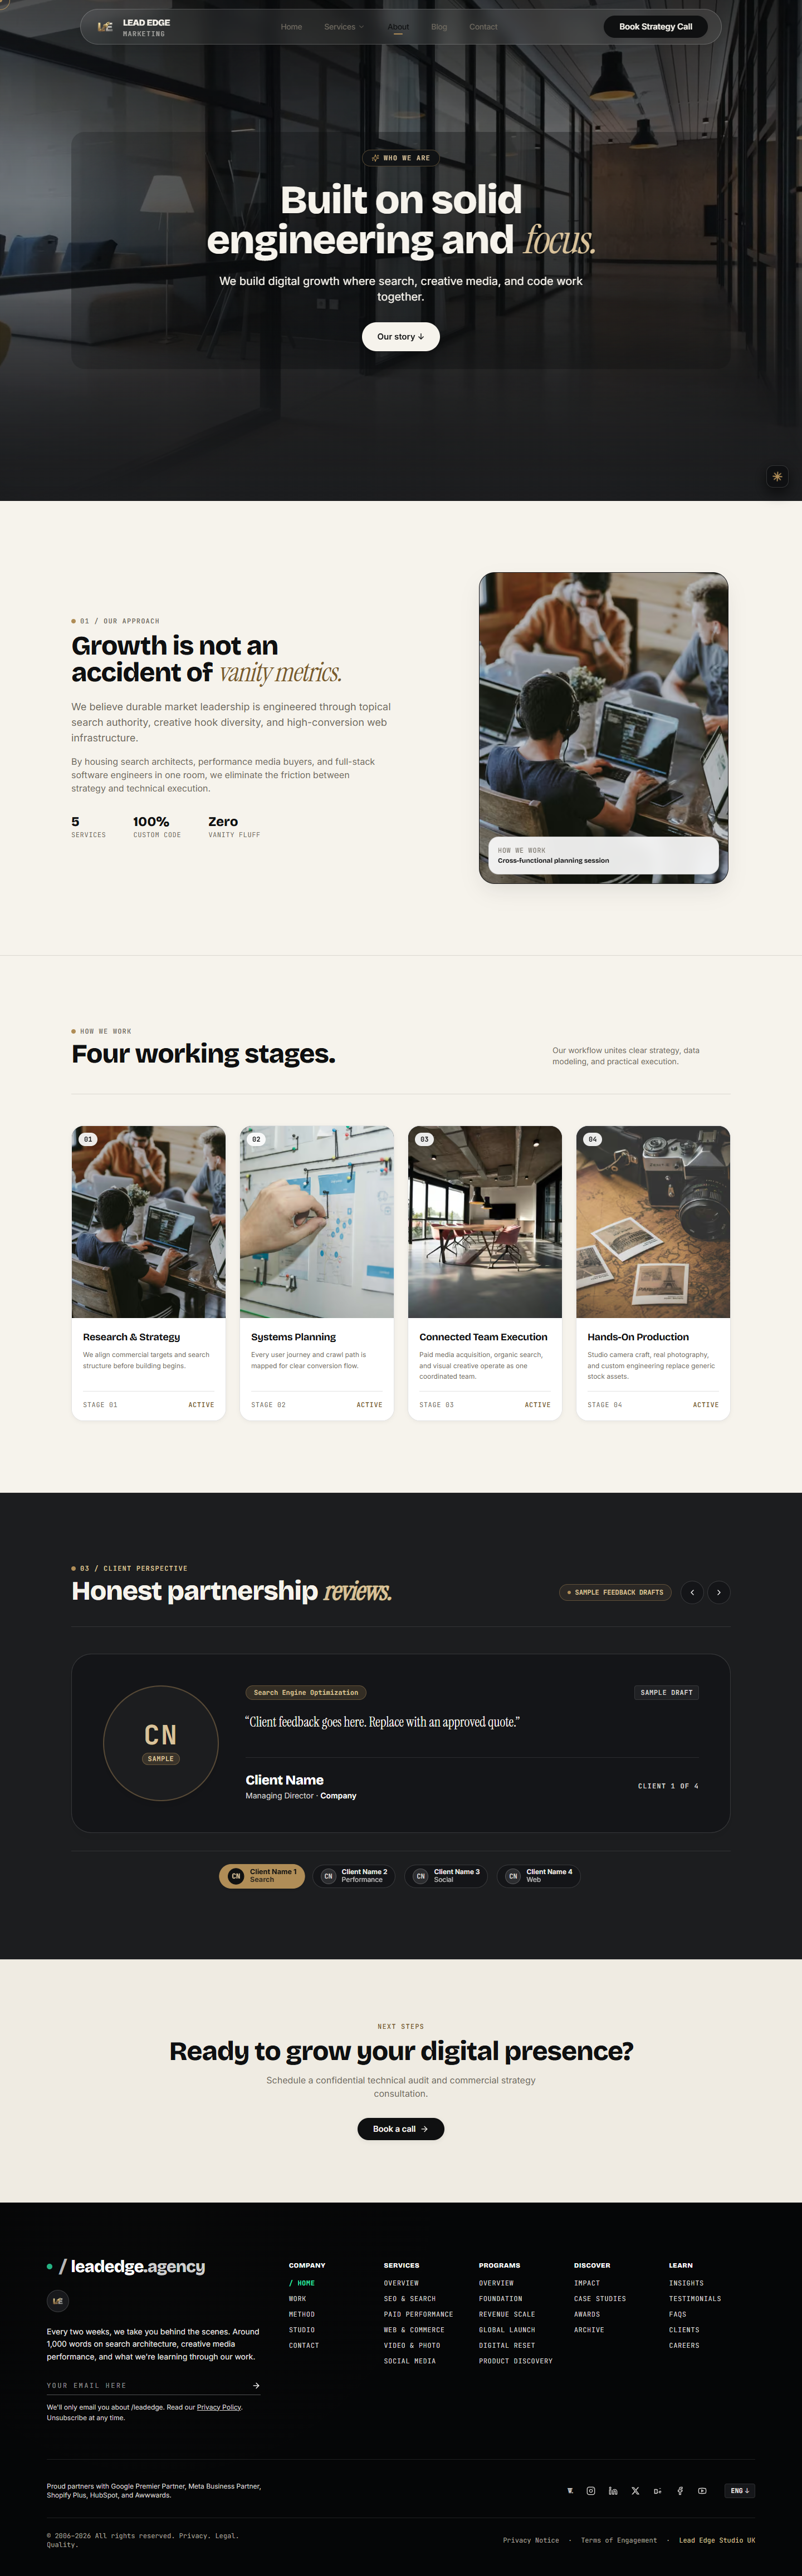 LE
LEAD EDGE
MARKETING
Home
Services
About
Blog
Contact
Book Strategy Call
WHO WE ARE
Built on solid
engineering and focus.
We build digital growth where search, creative media, and code work
together.
Our story ↓
01 / OUR APPROACH
Growth is not an
accident of vanity metrics.
We believe durable market leadership is engineered through topical
search authority, creative hook diversity, and high-conversion web
infrastructure.
By housing search architects, performance media buyers, and full-stack
software engineers in one room, we eliminate the friction between
strategy and technical execution.
5
SERVICES
100%
CUSTOM CODE
Zero
VANITY FLUFF
HOW WE WORK
Cross-functional planning session
HOW WE WORK
Four working stages.
Our workflow unites clear strategy, data
modeling, and practical execution.
01
Research & Strategy
We align commercial targets and search
structure before building begins.
STAGE 01
ACTIVE
02
Systems Planning
Every user journey and crawl path is
mapped for clear conversion flow.
STAGE 02
ACTIVE
03
Connected Team Execution
Paid media acquisition, organic search,
and visual creative operate as one
coordinated team.
STAGE 03
ACTIVE
04
Hands-On Production
Studio camera craft, real photography,
and custom engineering replace generic
stock assets.
STAGE 04
ACTIVE
03 / CLIENT PERSPECTIVE
Honest partnership reviews.
SAMPLE FEEDBACK DRAFTS
CN
SAMPLE
Search Engine Optimization
SAMPLE DRAFT
“Client feedback goes here. Replace with an approved quote.”
Client Name
Managing Director · Company
CLIENT 1 OF 4
CN
Client Name 1
Search
CN
Client Name 2
Performance
CN
Client Name 3
Social
CN
Client Name 4
Web
NEXT STEPS
Ready to grow your digital presence?
Schedule a confidential technical audit and commercial strategy
consultation.
Book a call →
/ leadedge.agency
LE
Every two weeks, we take you behind the scenes. Around
1,000 words on search architecture, creative media
performance, and what we're learning through our work.
YOUR EMAIL HERE
We'll only email you about /leadedge. Read our Privacy Policy.
Unsubscribe at any time.
COMPANY
/ HOME
WORK
METHOD
STUDIO
CONTACT
SERVICES
OVERVIEW
SEO & SEARCH
PAID PERFORMANCE
WEB & COMMERCE
VIDEO & PHOTO
SOCIAL MEDIA
PROGRAMS
OVERVIEW
FOUNDATION
REVENUE SCALE
GLOBAL LAUNCH
DIGITAL RESET
PRODUCT DISCOVERY
DISCOVER
IMPACT
CASE STUDIES
AWARDS
ARCHIVE
LEARN
INSIGHTS
TESTIMONIALS
FAQS
CLIENTS
CAREERS
Proud partners with Google Premier Partner, Meta Business Partner,
Shopify Plus, HubSpot, and Awwwards.
ENG ↓
© 2006–2026 All rights reserved. Privacy. Legal.
Quality.
Privacy Notice · Terms of Engagement · Lead Edge Studio UK